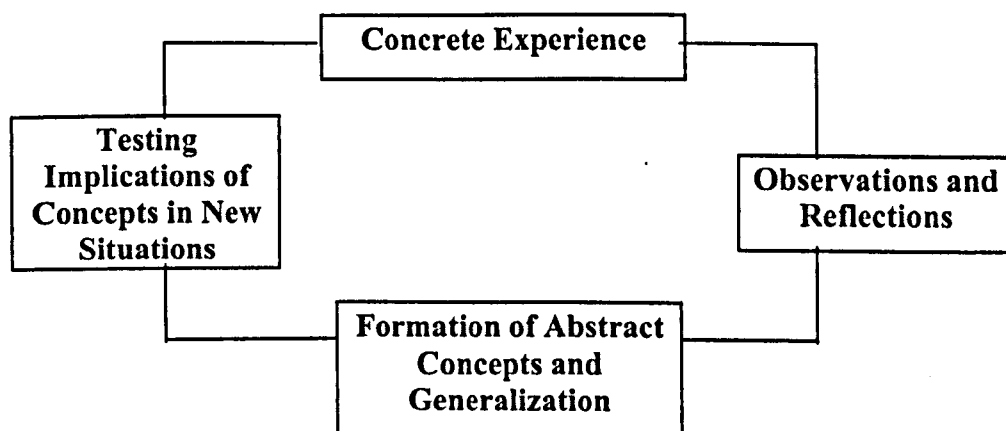 Concrete Experience
Testing
Implications of
Concepts in New
Situations
Observations and
Reflections
Formation of Abstract
Concepts and
Generalization